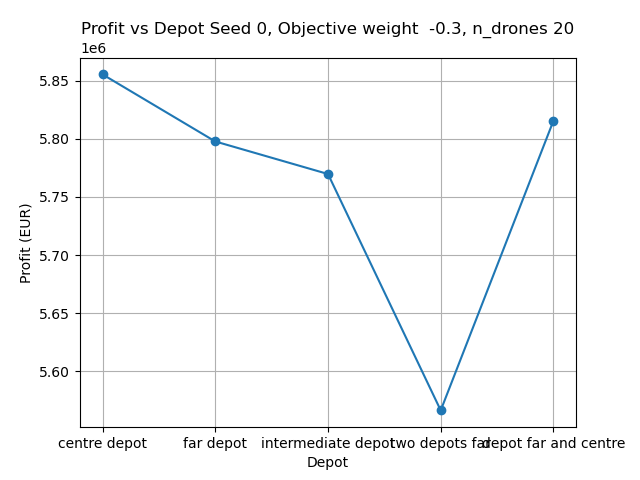 Profit vs Depot Seed 0, Objective weight  -0.3, n_drones 20
1e6
5.85
5.80
5.75
5.70
5.65
5.60
Profit (EUR)
centre depot far depot intermediate depot two depots far depot far and centre
Depot